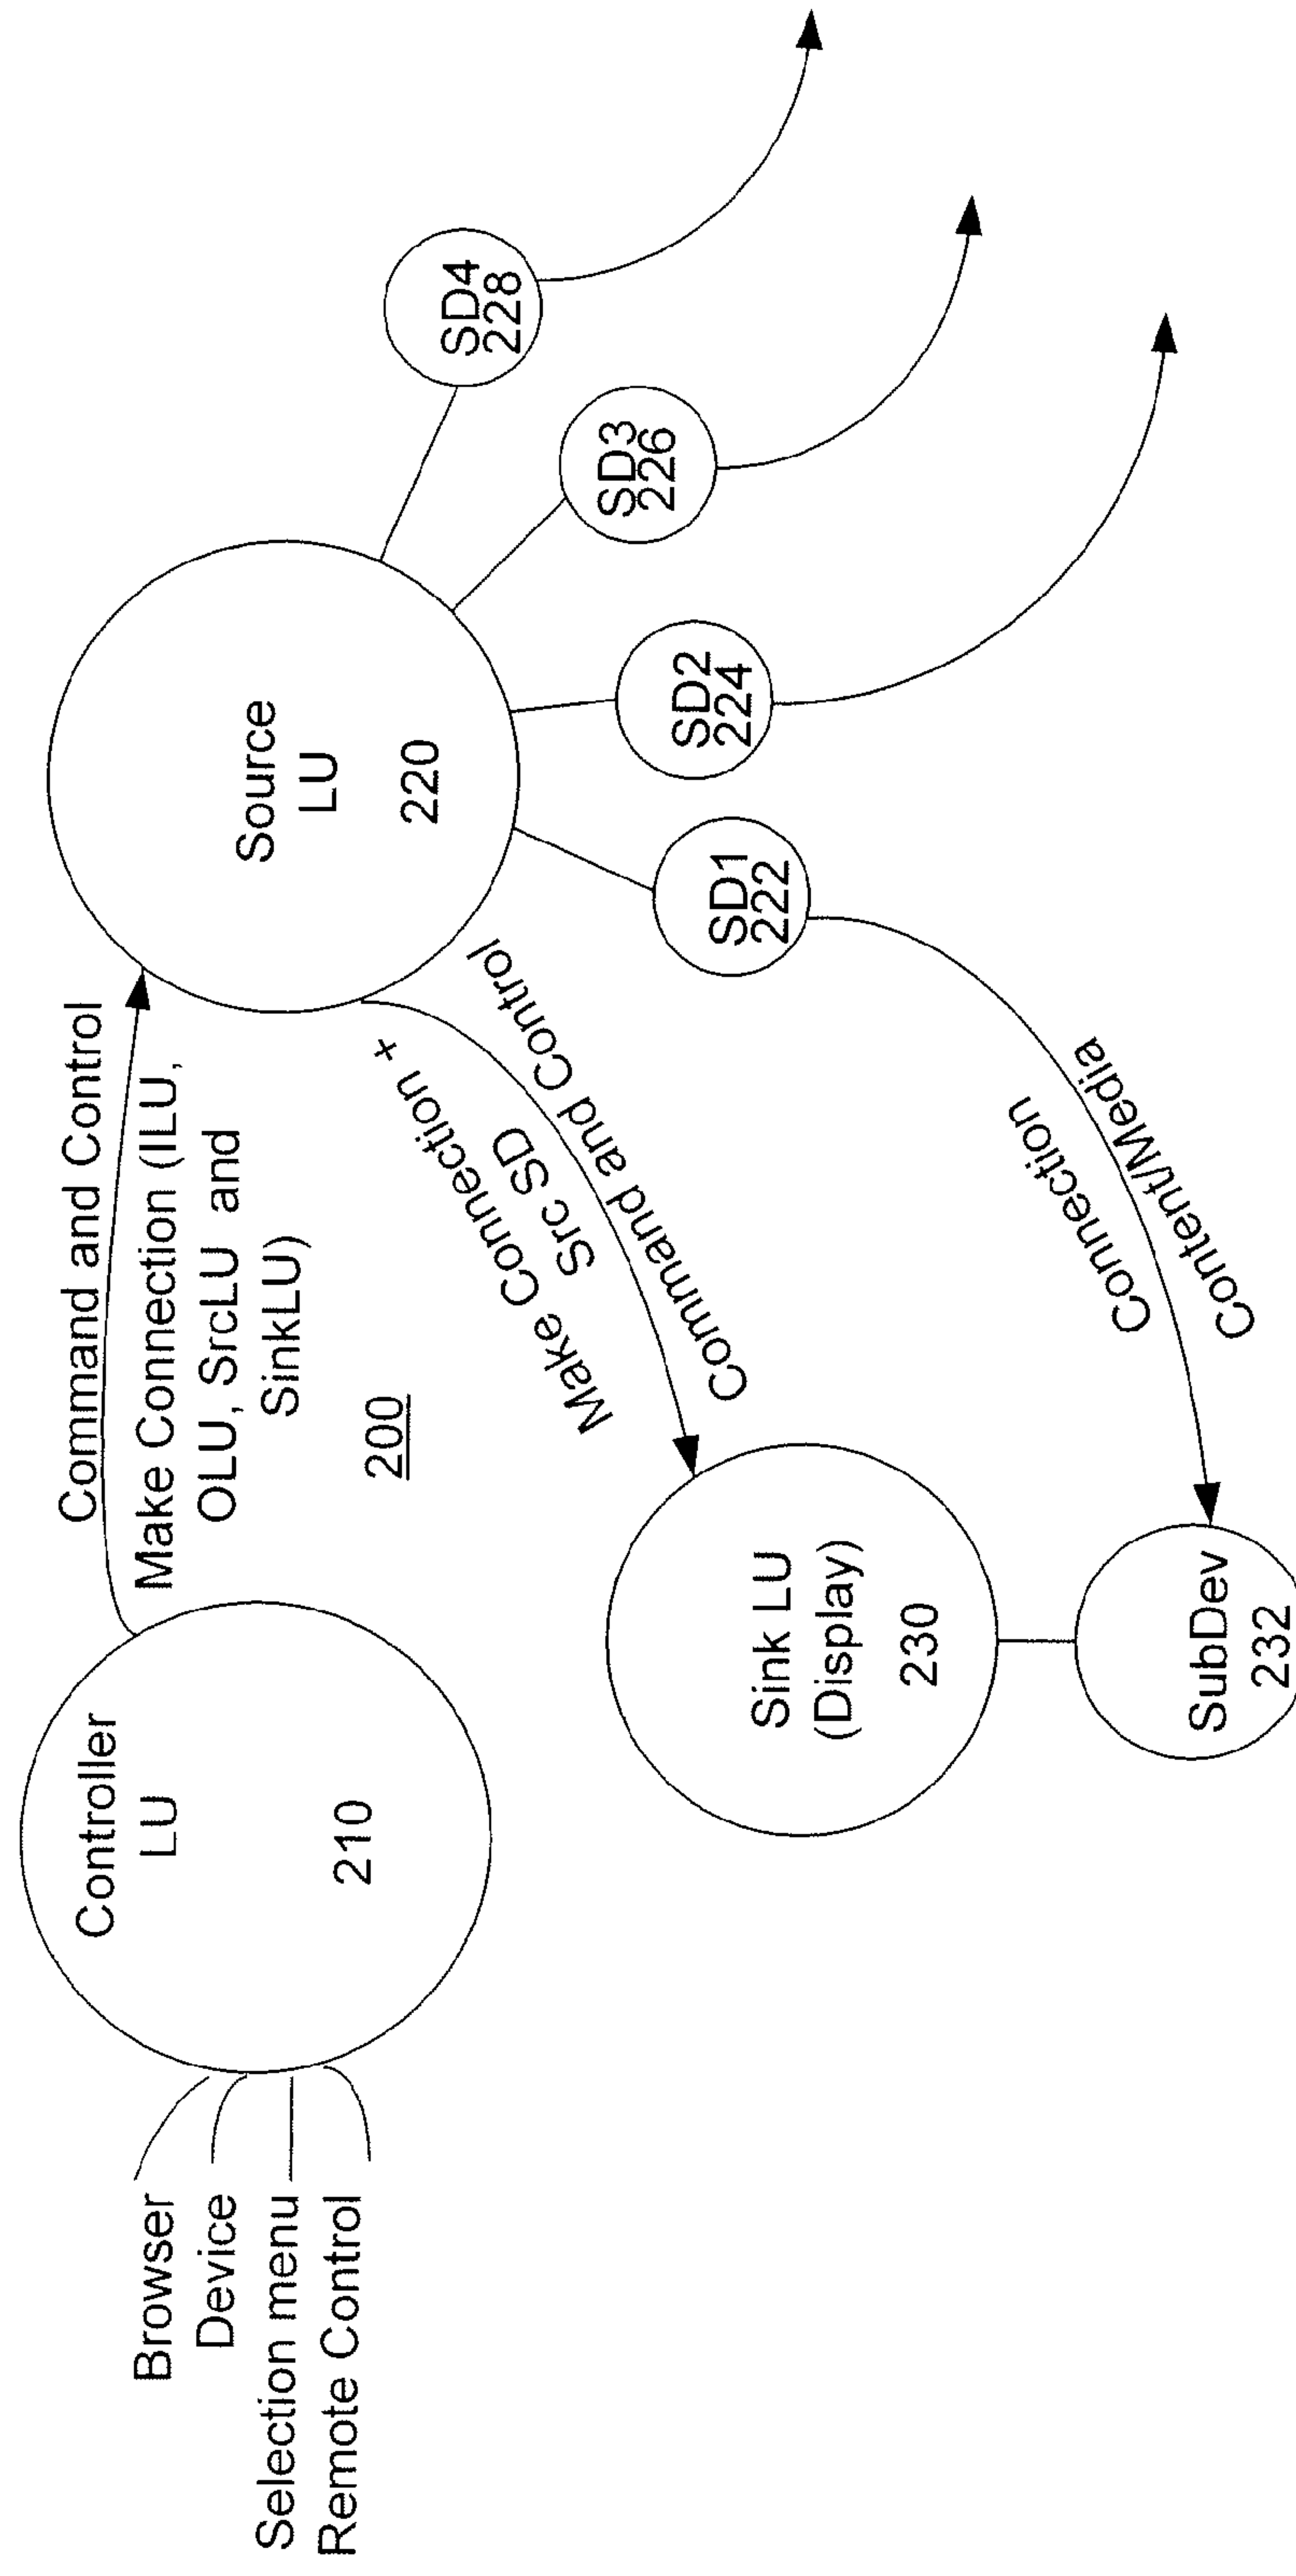 Browser
Device
Selection menu
Remote Control
Controller
LU
210
Command and Control
Make Connection (ILU,
OLU, SrcLU and
SinkLU)
200
Source
LU
220
Make Connection +
Src SD
Command and Control
SD1
222
SD2
224
SD3
226
SD4
228
Sink LU
(Display)
230
Connection
Content/Media
SubDev
232